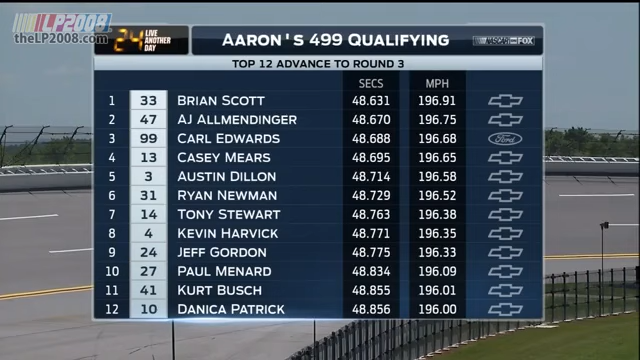 ILP2008
theLP2008.com
24 LIVE ANOTHER DAY
AARON'S 499 QUALIFYING
NASCAR on FOX
TOP 12 ADVANCE TO ROUND 3
SECS MPH
1 33 BRIAN SCOTT 48.631 196.91
2 47 AJ ALLMENDINGER 48.670 196.75
3 99 CARL EDWARDS 48.688 196.68 Ford
4 13 CASEY MEARS 48.695 196.65
5 3 AUSTIN DILLON 48.714 196.58
6 31 RYAN NEWMAN 48.729 196.52
7 14 TONY STEWART 48.763 196.38
8 4 KEVIN HARVICK 48.771 196.35
9 24 JEFF GORDON 48.775 196.33
10 27 PAUL MENARD 48.834 196.09
11 41 KURT BUSCH 48.855 196.01
12 10 DANICA PATRICK 48.856 196.00